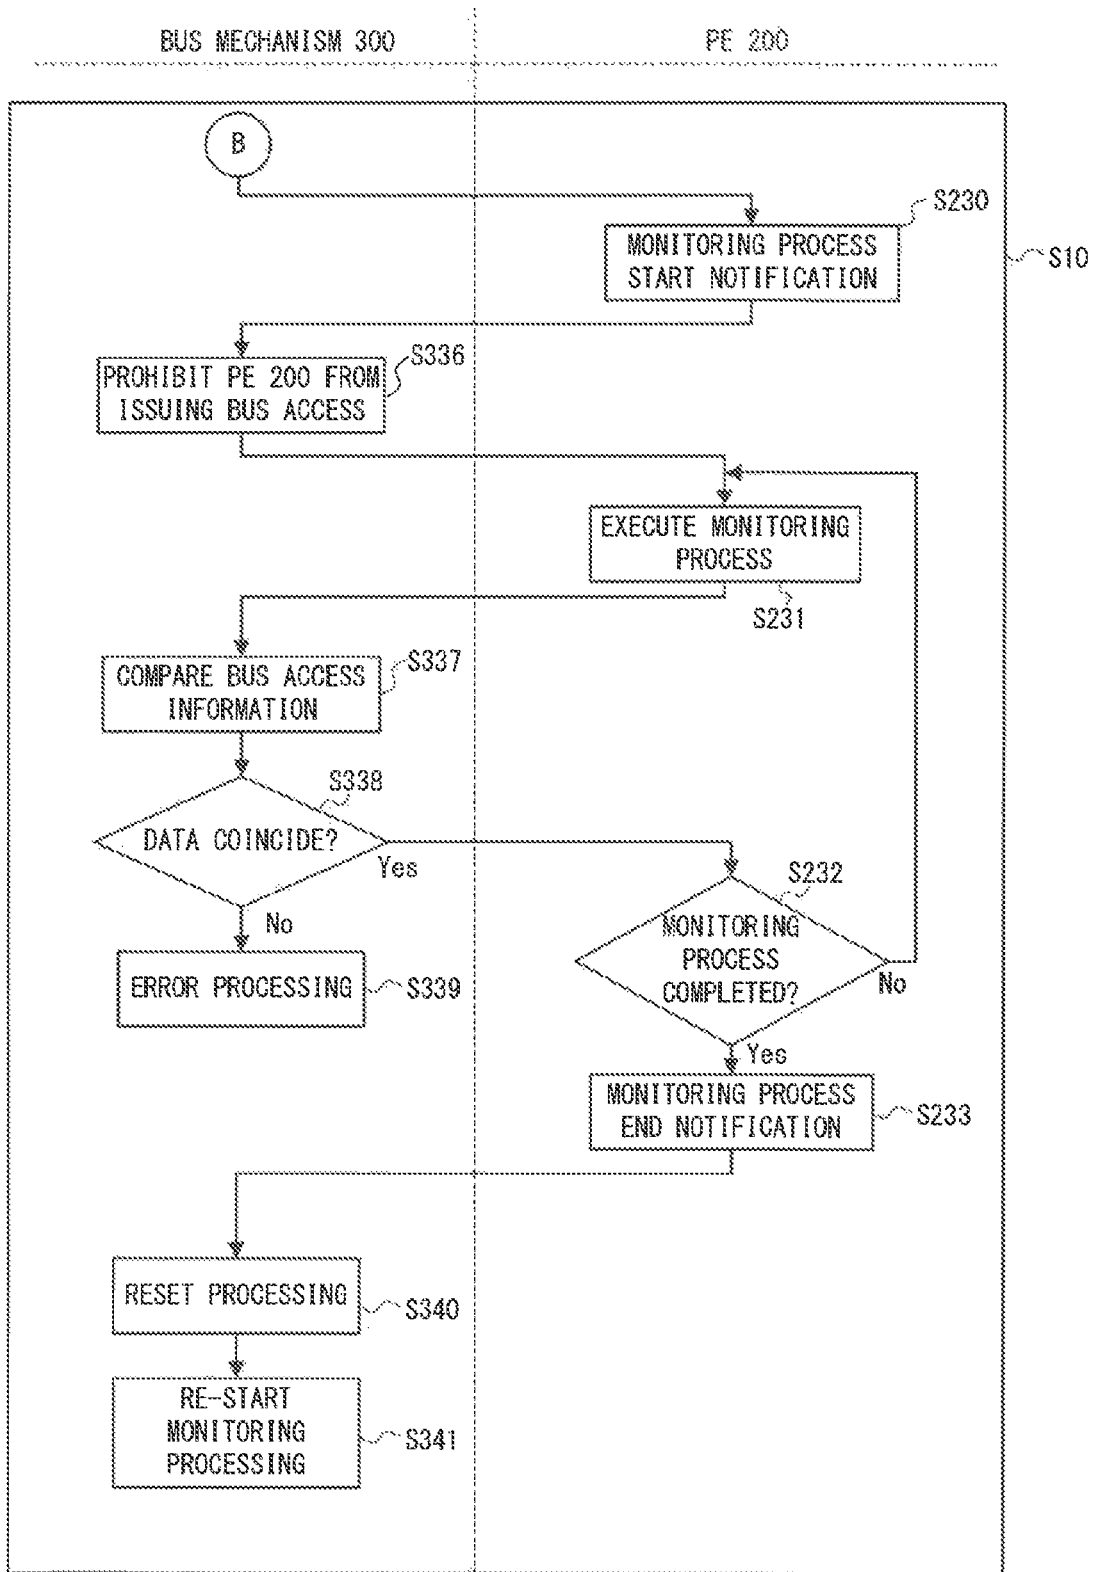 BUS MECHANISM 300
PE 200
B
S230
MONITORING PROCESS
START NOTIFICATION
S10
S336
PROHIBIT PE 200 FROM
ISSUING BUS ACCESS
EXECUTE MONITORING
PROCESS
S231
S337
COMPARE BUS ACCESS
INFORMATION
S338
DATA COINCIDE?
Yes
No
S232
MONITORING
PROCESS
COMPLETED?
No
Yes
ERROR PROCESSING
S339
MONITORING PROCESS
END NOTIFICATION
S233
RESET PROCESSING
S340
RE-START
MONITORING
PROCESSING
S341